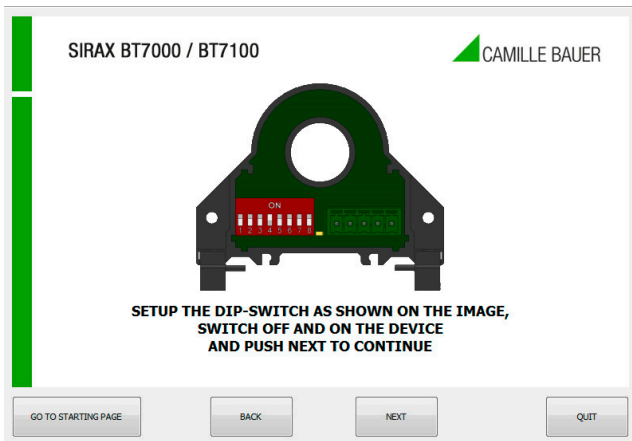 SIRAX BT7000 / BT7100
CAMILLE BAUER
ON
1 2 3 4 5 6 7 8
SETUP THE DIP-SWITCH AS SHOWN ON THE IMAGE,
SWITCH OFF AND ON THE DEVICE
AND PUSH NEXT TO CONTINUE
GO TO STARTING PAGE
BACK
NEXT
QUIT